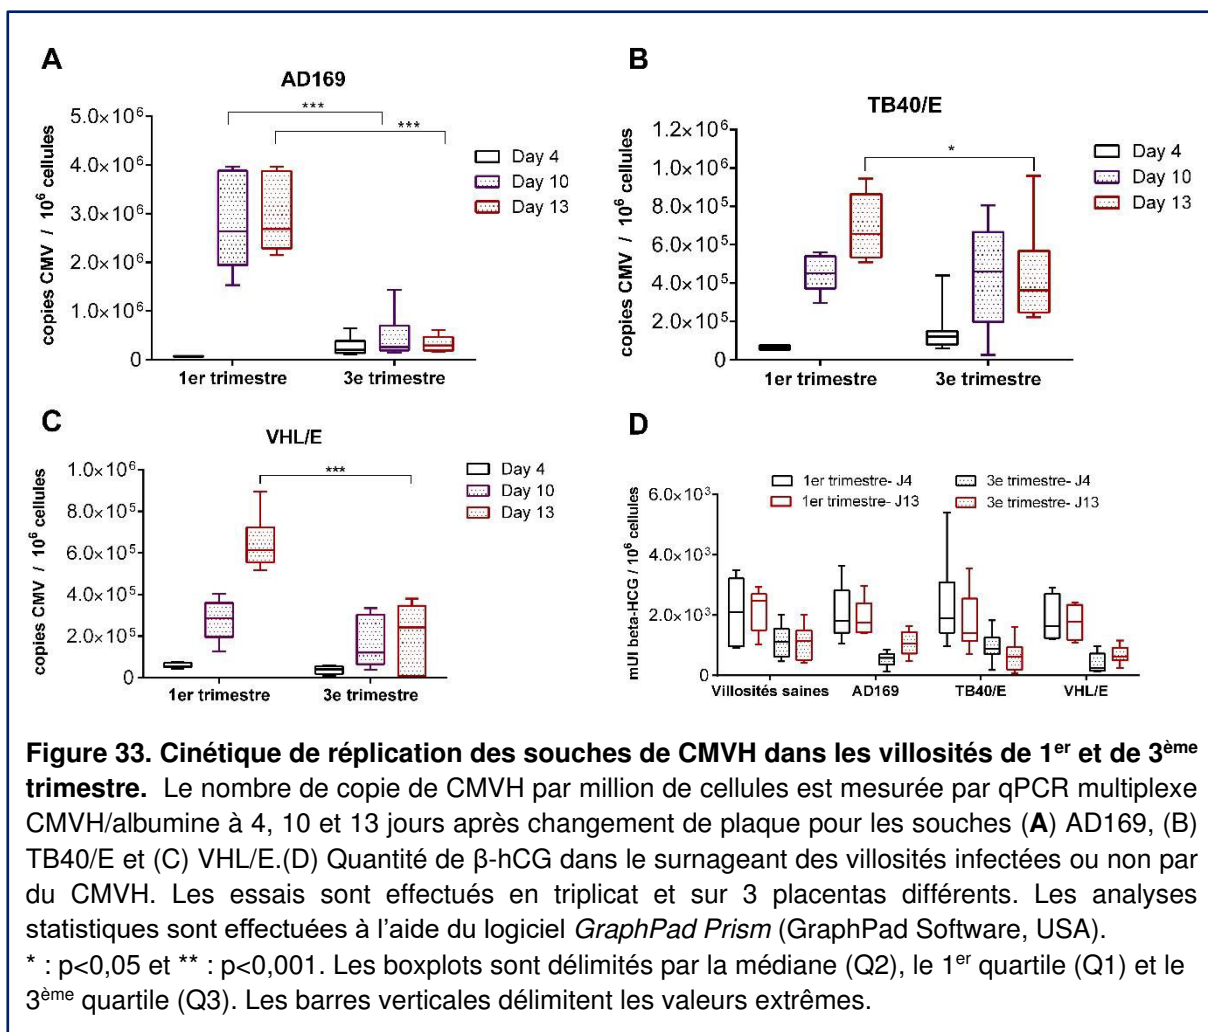 A
AD169
***
***
5.0×10⁶
4.0×10⁶
3.0×10⁶
2.0×10⁶
1.0×10⁶
0
copies CMV / 10⁶ cellules
1er trimestre
3e trimestre
Day 4
Day 10
Day 13
B
TB40/E
*
1.2×10⁶
1.0×10⁶
8.0×10⁵
6.0×10⁵
4.0×10⁵
2.0×10⁵
0
copies CMV / 10⁶ cellules
1er trimestre
3e trimestre
Day 4
Day 10
Day 13
C
VHL/E
***
1.0×10⁶
8.0×10⁵
6.0×10⁵
4.0×10⁵
2.0×10⁵
0
copies CMV / 10⁶ cellules
1er trimestre
3e trimestre
Day 4
Day 10
Day 13
D
1er trimestre- J4
3e trimestre- J4
1er trimestre- J13
3e trimestre- J13
6.0×10³
4.0×10³
2.0×10³
0
mUI beta-HCG / 10⁶ cellules
Villosités saines
AD169
TB40/E
VHL/E
Figure 33. Cinétique de réplication des souches de CMVH dans les villosités de 1er et de 3ème
trimestre. Le nombre de copie de CMVH par million de cellules est mesurée par qPCR multiplexe
CMVH/albumine à 4, 10 et 13 jours après changement de plaque pour les souches (A) AD169, (B)
TB40/E et (C) VHL/E.(D) Quantité de β-hCG dans le surnageant des villosités infectées ou non par
du CMVH. Les essais sont effectués en triplicat et sur 3 placentas différents. Les analyses
statistiques sont effectuées à l’aide du logiciel GraphPad Prism (GraphPad Software, USA).
* : p<0,05 et ** : p<0,001. Les boxplots sont délimités par la médiane (Q2), le 1er quartile (Q1) et le
3ème quartile (Q3). Les barres verticales délimitent les valeurs extrêmes.